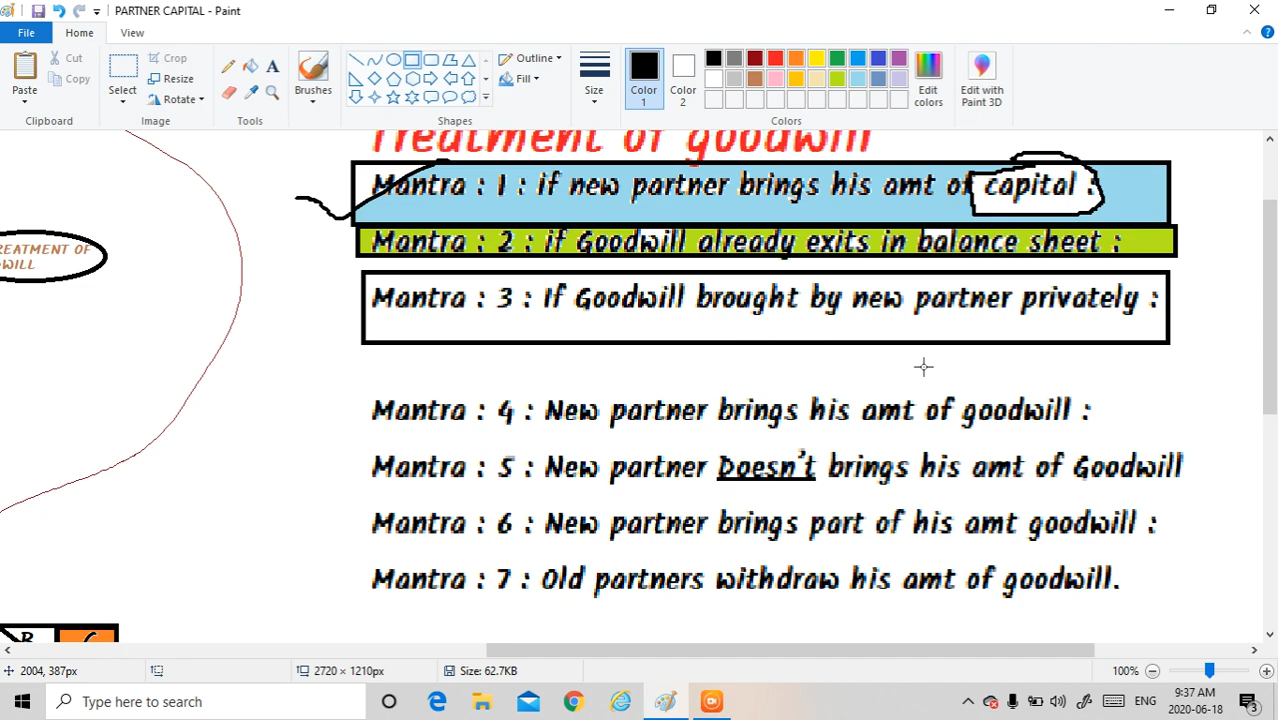 PARTNER CAPITAL - Paint
File
Home
View
Paste
Cut
Copy
Clipboard
Select
Crop
Resize
Rotate
Image
Tools
Brushes
Shapes
Outline
Fill
Size
Color 1
Color 2
Edit colors
Colors
Edit with Paint 3D
Treatment of goodwill
Mantra : 1 : if new partner brings his amt of capital :
Mantra : 2 : if Goodwill already exits in balance sheet :
Mantra : 3 : If Goodwill brought by new partner privately :
Mantra : 4 : New partner brings his amt of goodwill :
Mantra : 5 : New partner Doesn't brings his amt of Goodwill
Mantra : 6 : New partner brings part of his amt goodwill :
Mantra : 7 : Old partners withdraw his amt of goodwill.
REATMENT OF
WILL
B
2004, 387px
2720 × 1210px
Size: 62.7KB
100%
Type here to search
ENG
9:37 AM
2020-06-18
3